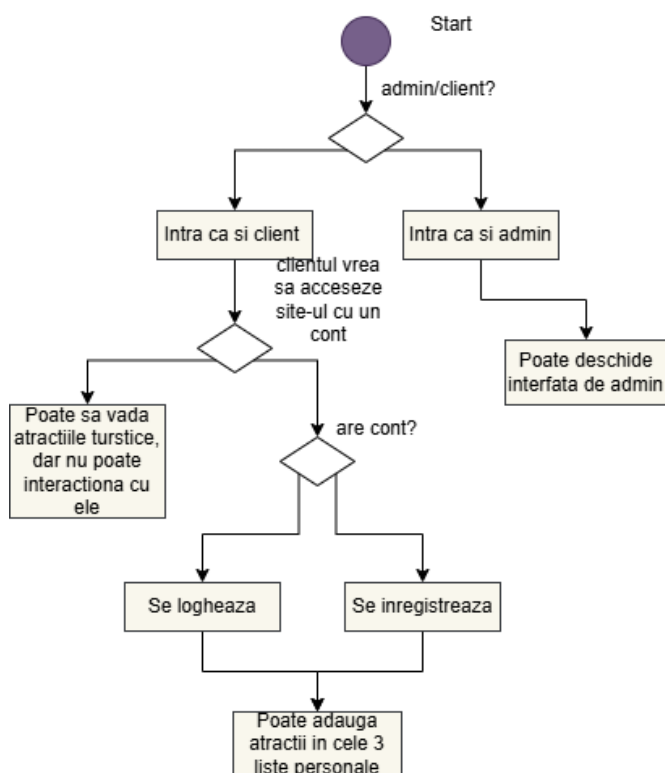 Start
admin/client?
Intra ca si client
Intra ca si admin
clientul vrea
sa acceseze
site-ul cu un
cont
Poate deschide
interfata de admin
Poate sa vada
atractiile turstice,
dar nu poate
interactiona cu
ele
are cont?
Se logheaza
Se inregistreaza
Poate adauga
atractii in cele 3
liste personale